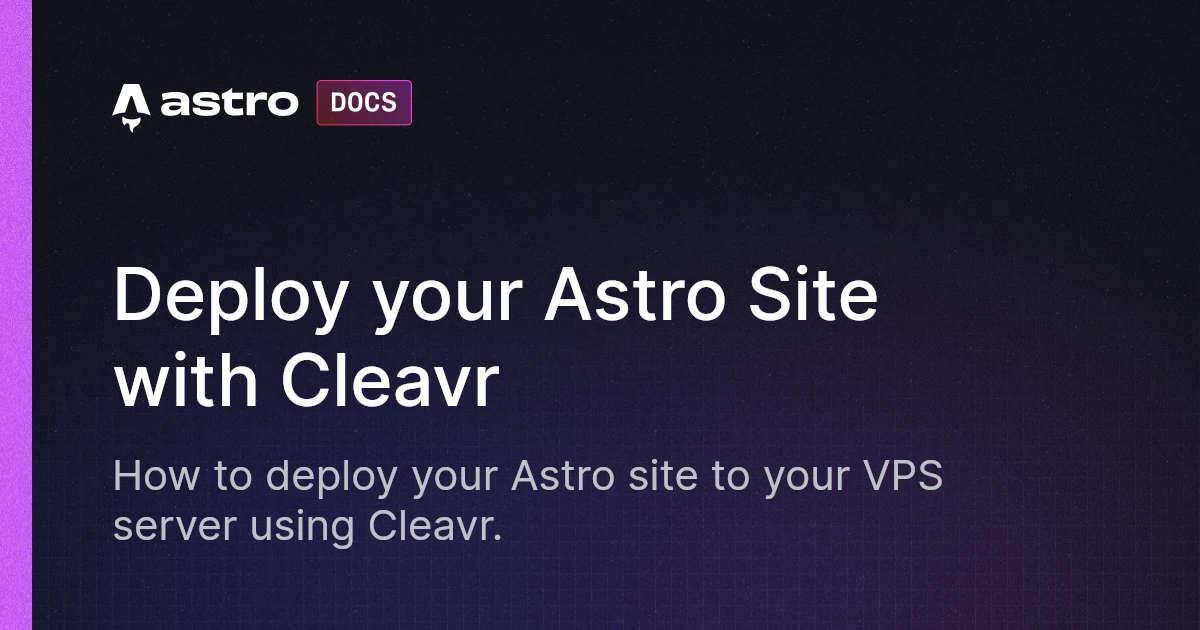 astro DOCS
Deploy your Astro Site
with Cleavr
How to deploy your Astro site to your VPS
server using Cleavr.